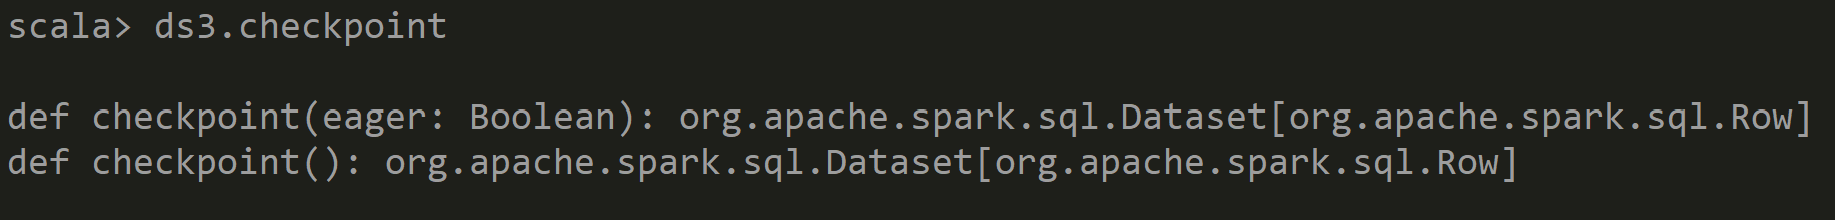 scala> ds3.checkpoint
def checkpoint(eager: Boolean): org.apache.spark.sql.Dataset[org.apache.spark.sql.Row]
def checkpoint(): org.apache.spark.sql.Dataset[org.apache.spark.sql.Row]